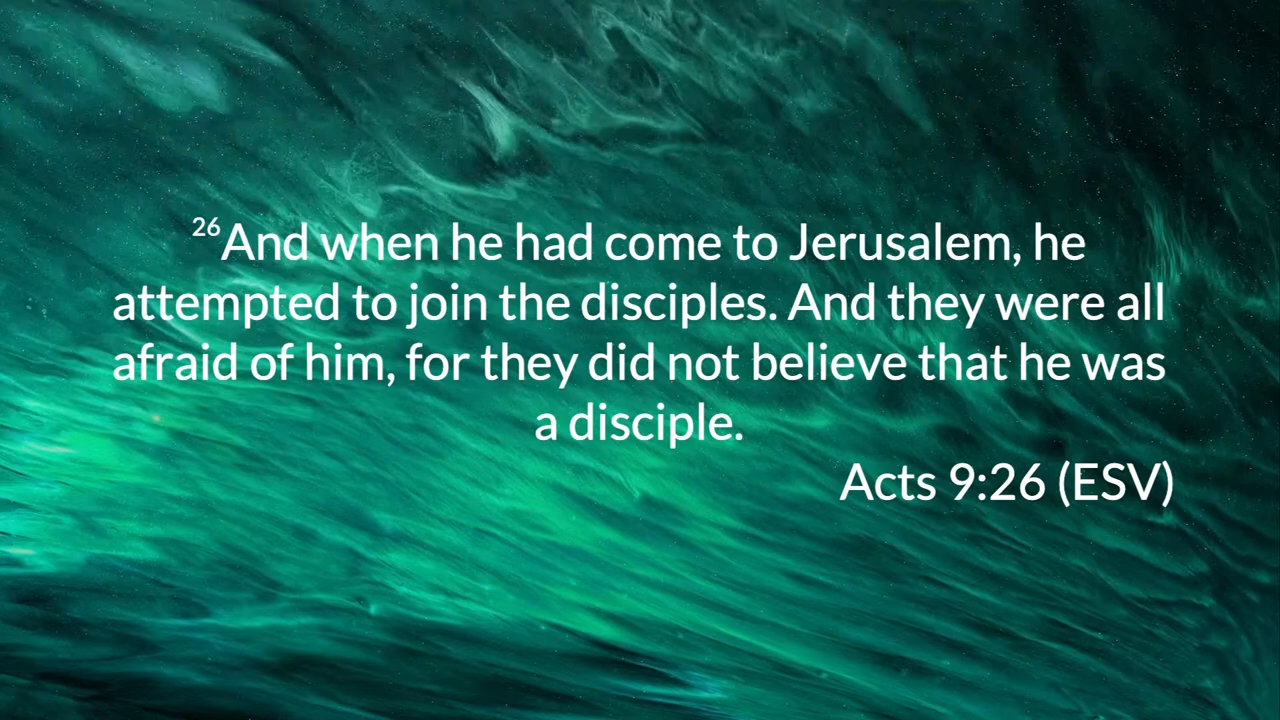 ²⁶And when he had come to Jerusalem, he
attempted to join the disciples. And they were all
afraid of him, for they did not believe that he was
a disciple.
Acts 9:26 (ESV)